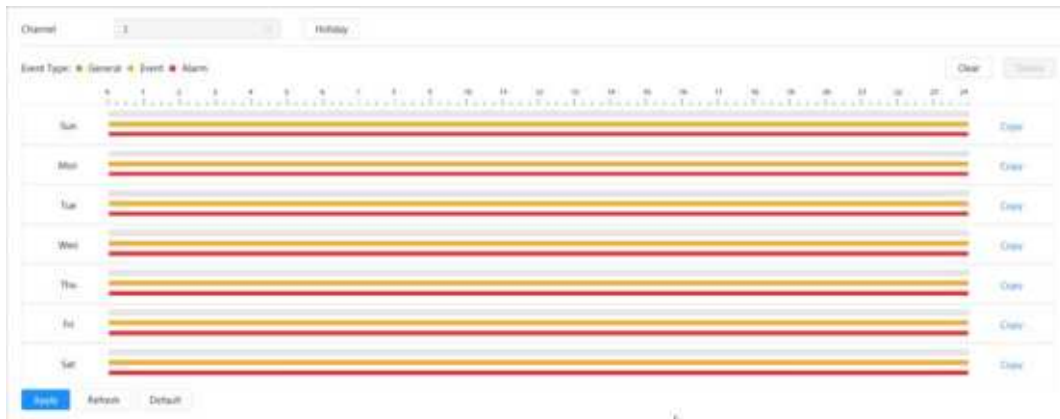 Channel 1 Holiday
Event Type: General Event Alarm Clear Delete
0 1 2 3 4 5 6 7 8 9 10 11 12 13 14 15 16 17 18 19 20 21 22 23 24
Sun Copy
Mon Copy
Tue Copy
Wed Copy
Thu Copy
Fri Copy
Sat Copy
Apply Refresh Default